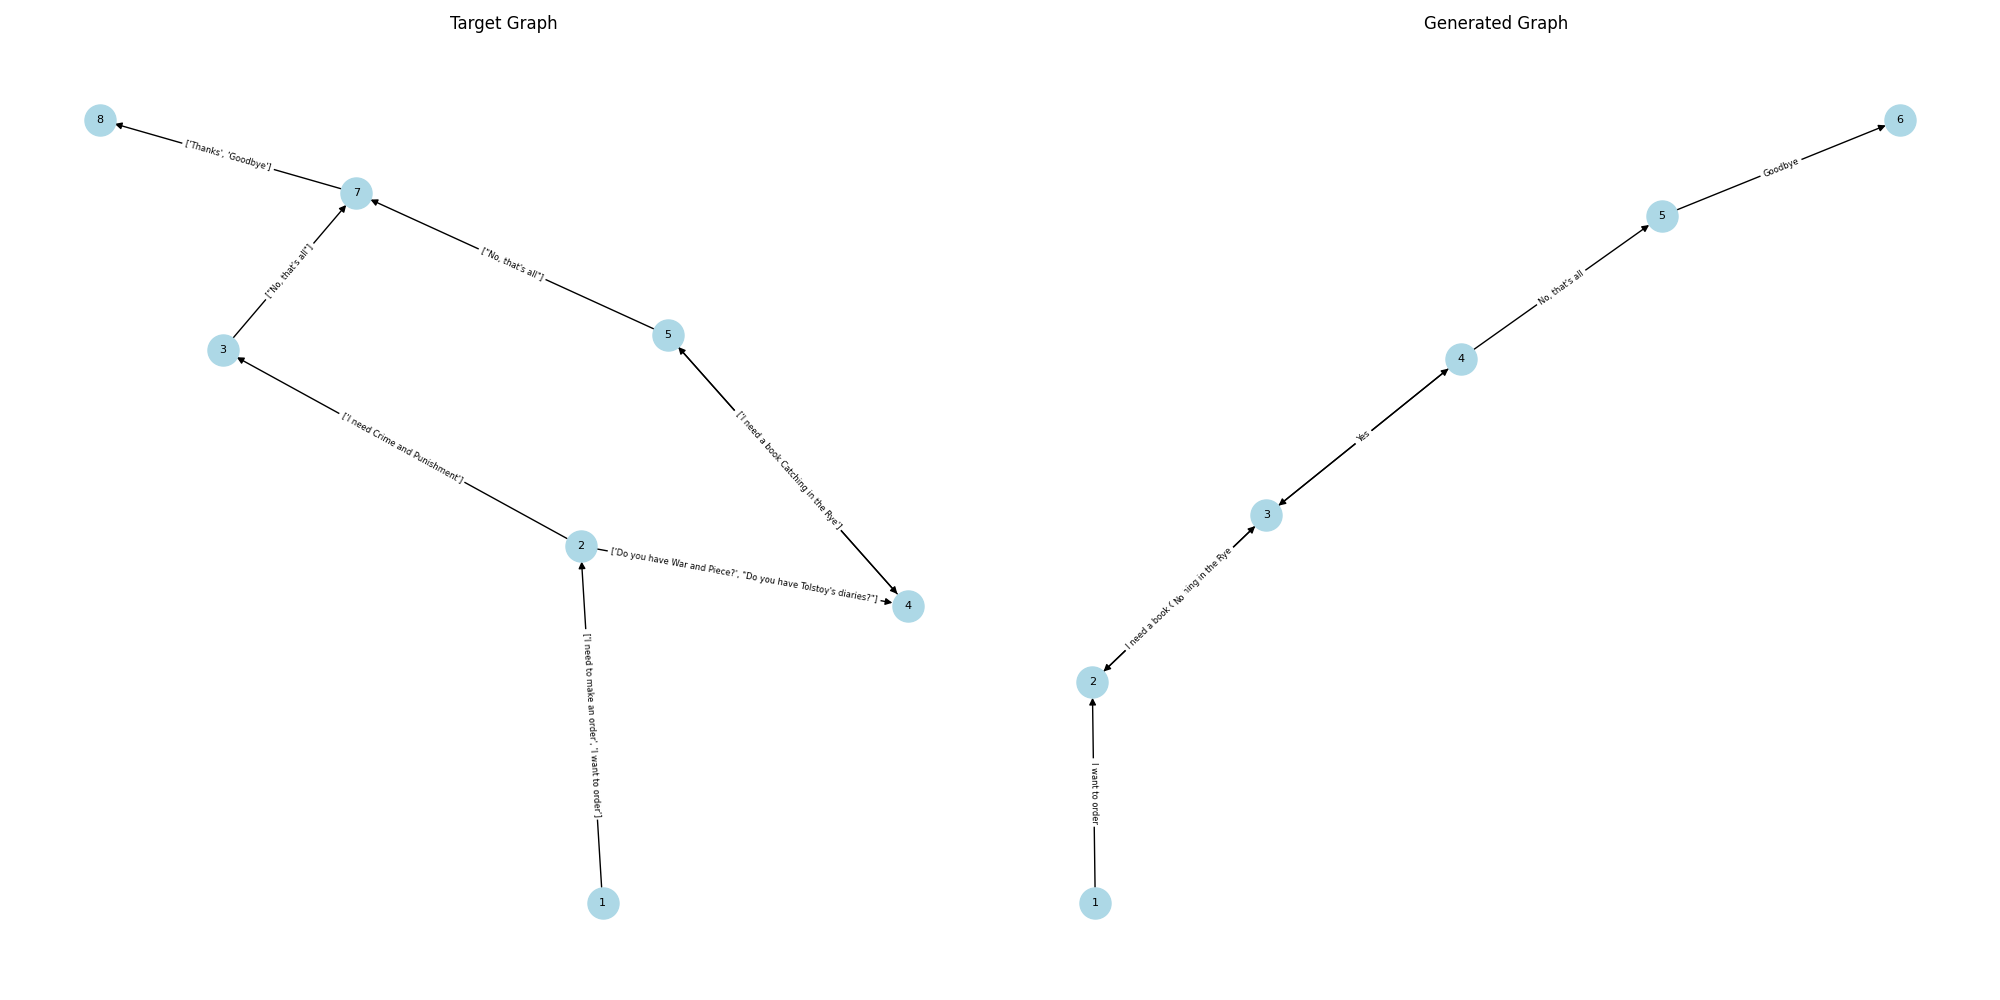 Target Graph
Generated Graph
8
['Thanks', 'Goodbye']
7
["No, that's all"]
["No, that's all"]
3
5
['I need Crime and Punishment']
['I need a book Catching in the Rye']
2
['Do you have War and Piece?', "Do you have Tolstoy's diaries?"]
4
['I need to make an order', 'I want to order']
1
6
Goodbye
5
No, that's all
4
Yes
3
I need a book
No
in the Rye
2
I want to order
1